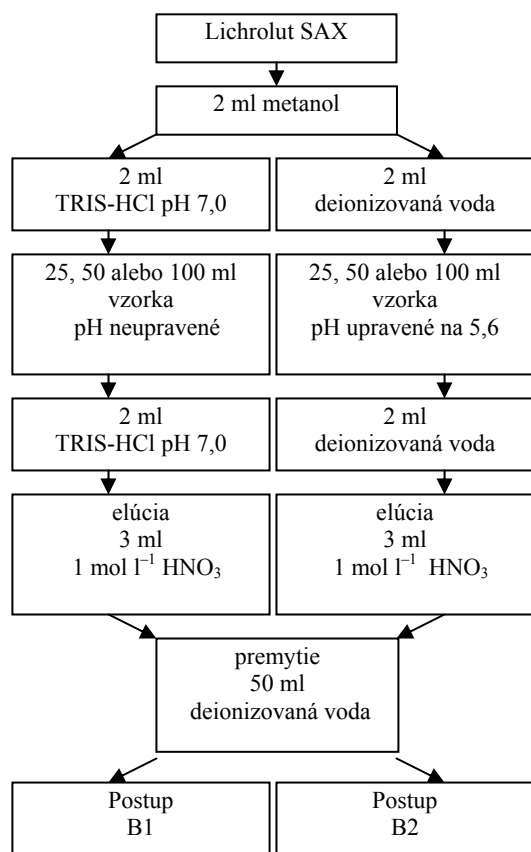 Lichrolut SAX
2 ml metanol
2 ml
TRIS-HCl pH 7,0
2 ml
deionizovaná voda
25, 50 alebo 100 ml
vzorka
pH neupravené
25, 50 alebo 100 ml
vzorka
pH upravené na 5,6
2 ml
TRIS-HCl pH 7,0
2 ml
deionizovaná voda
elúcia
3 ml
1 mol l⁻¹ HNO₃
elúcia
3 ml
1 mol l⁻¹ HNO₃
premytie
50 ml
deionizovaná voda
Postup
B1
Postup
B2